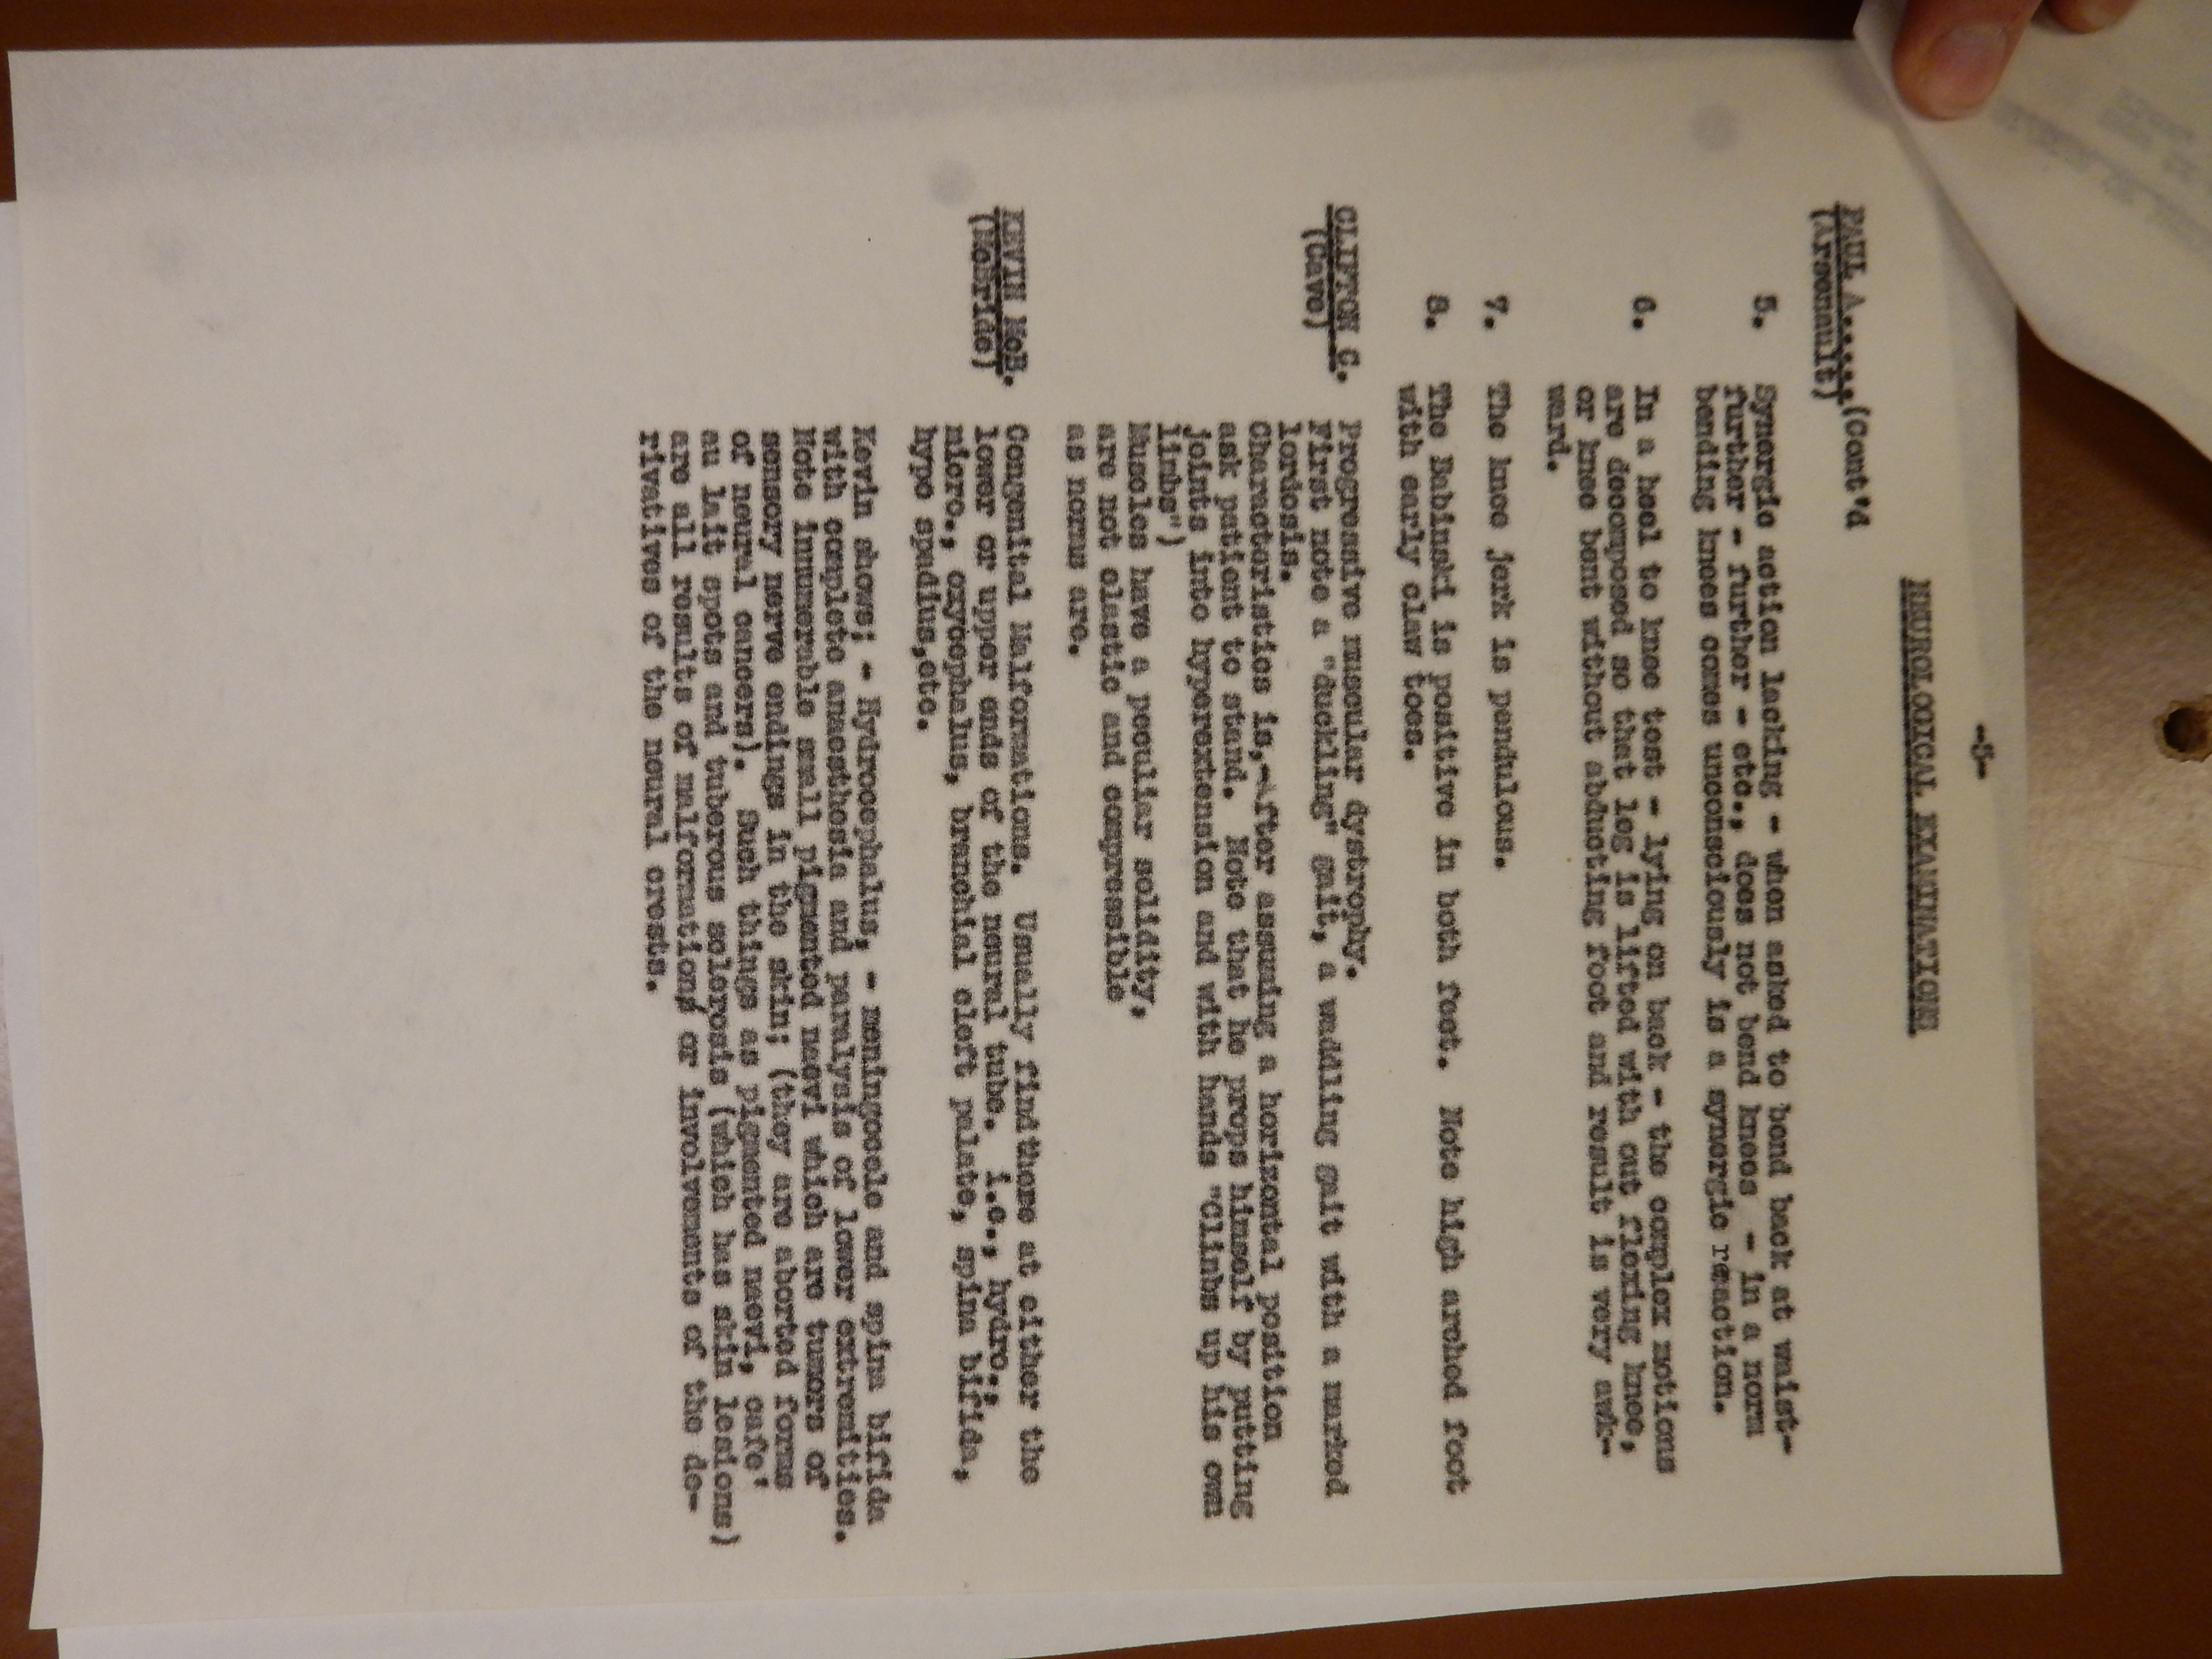 -5-
NEUROLOGICAL EXAMINATIONS
PAUL A......(Cont'd
(Arsenault)
5. Synergic action lacking - when asked to bend back at waist-
further - further - etc., does not bend knees - in a norm
bending knees comes unconsciously is a synergic reaction.
6. In a heel to knee test - lying on back - the complex motions
are decomposed so that leg is lifted with out flexing knee,
or knee bent without abducting foot and result is very awk-
ward.
7. The knee jerk is pendulous.
8. The Babinski is positive in both feet. Note high arched foot
with early claw toes.
CLIFTON C. Progressive muscular dystrophy.
(Cave) First note a "duckling" gait, a waddling gait with a marked
lordosis.
Characteristics is,-After assuming a horizontal position
ask patient to stand. Note that he props himself by putting
joints into hyperextension and with hands "Climbs up his own
limbs")
Muscles have a peculiar solidity,
are not elastic and compressible
as norms are.
KEVIN McB. Congenital Malformations. Usually findthere at either the
(McBride) lower or upper ends of the neural tube. i.e., hydro.,
micro., oxycephalus, branchial cleft palate, spina bifida,
hypo spadius,etc.
Kevin shows; - Hydrocephalus, - meningocele and spina bifida
with complete anaesthesia and paralysis of lower extremities.
Note innumerable small pigmented naevi which are tumors of
sensory nerve endings in the skin; (they are aborted forms
of neural cancers). Such things as pigmented naevi, cafe'
au lait spots and tuberous sclerosis (which has skin lesions)
are all results of malformations or involvements of the de-
rivatives of the neural crests.